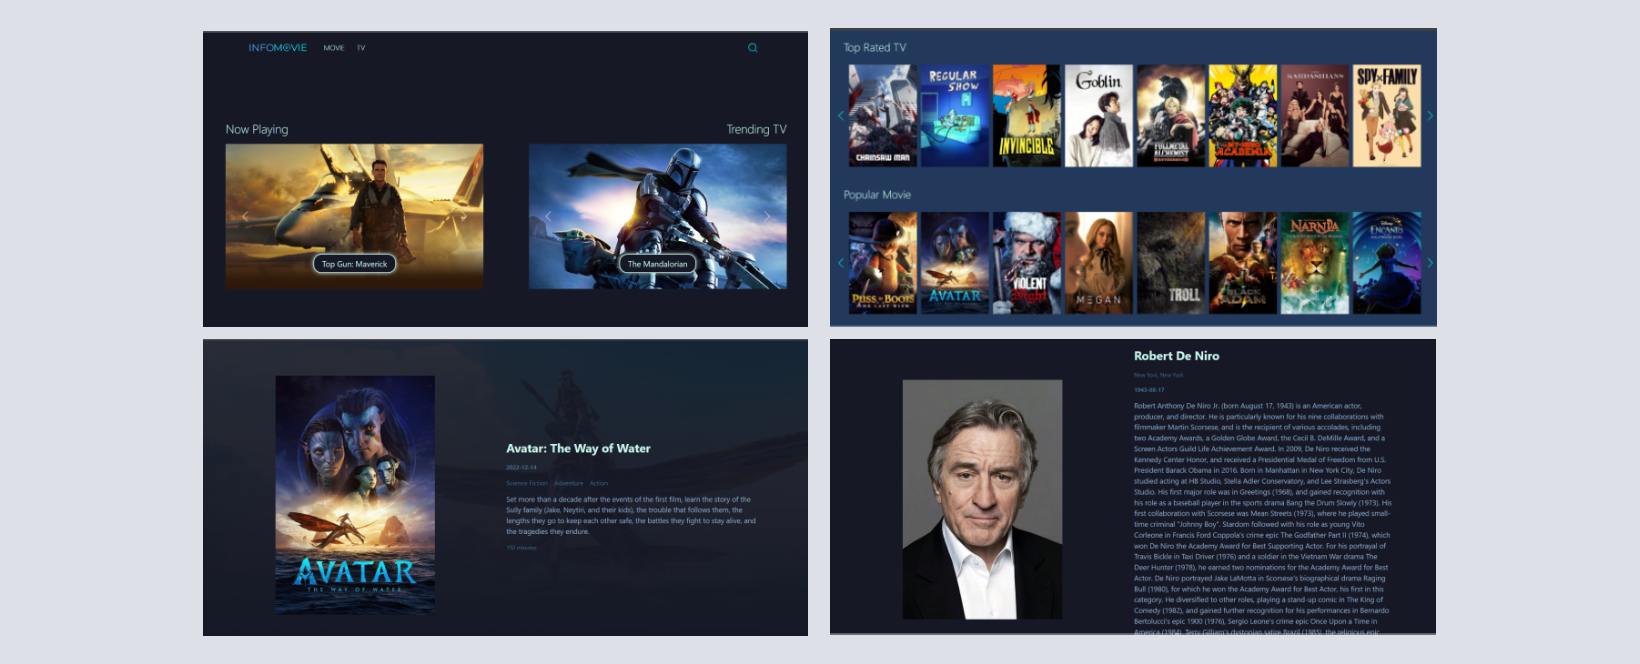 INFOMOVIE MOVIE TV
Now Playing
Trending TV
Top Gun: Maverick
The Mandalorian
Top Rated TV
CHAINSAW MAN
REGULAR SHOW
INVINCIBLE
Goblin
FULLMETAL ALCHEMIST
MY HERO ACADEMIA
KARDASHIANS
SPY×FAMILY
Popular Movie
PUSS IN BOOTS
THE LAST WISH
AVATAR
VIOLENT Night
M3GAN
TROLL
BLACK ADAM
NARNIA
Disney
ENCANTO
AVATAR
THE WAY OF WATER
Avatar: The Way of Water
2022-12-14
Science Fiction Adventure Action
Set more than a decade after the events of the first film, learn the story of the
Sully family (Jake, Neytiri, and their kids), the trouble that follows them, the
lengths they go to keep each other safe, the battles they fight to stay alive, and
the tragedies they endure.
192 minutes
Robert De Niro
New York, New York
1943-08-17
Robert Anthony De Niro Jr. (born August 17, 1943) is an American actor,
producer, and director. He is particularly known for his nine collaborations with
filmmaker Martin Scorsese, and is the recipient of various accolades, including
two Academy Awards, a Golden Globe Award, the Cecil B. DeMille Award, and a
Screen Actors Guild Life Achievement Award. In 2009, De Niro received the
Kennedy Center Honor, and received a Presidential Medal of Freedom from U.S.
President Barack Obama in 2016. Born in Manhattan in New York City, De Niro
studied acting at HB Studio, Stella Adler Conservatory, and Lee Strasberg's Actors
Studio. His first major role was in Greetings (1968), and gained recognition with
his role as a baseball player in the sports drama Bang the Drum Slowly (1973). His
first collaboration with Scorsese was Mean Streets (1973), where he played small-
time criminal "Johnny Boy". Stardom followed with his role as young Vito
Corleone in Francis Ford Coppola's crime epic The Godfather Part II (1974), which
won De Niro the Academy Award for Best Supporting Actor. For his portrayal of
Travis Bickle in Taxi Driver (1976) and a soldier in the Vietnam War drama The
Deer Hunter (1978), he earned two nominations for the Academy Award for Best
Actor. De Niro portrayed Jake LaMotta in Scorsese's biographical drama Raging
Bull (1980), for which he won the Academy Award for Best Actor, his first in this
category. He diversified to other roles, playing a stand-up comic in The King of
Comedy (1982), and gained further recognition for his performances in Bernardo
Bertolucci's epic 1900 (1976), Sergio Leone's crime epic Once Upon a Time in
America (1984), Terry Gilliam's dystopian satire Brazil (1985), the religious epic